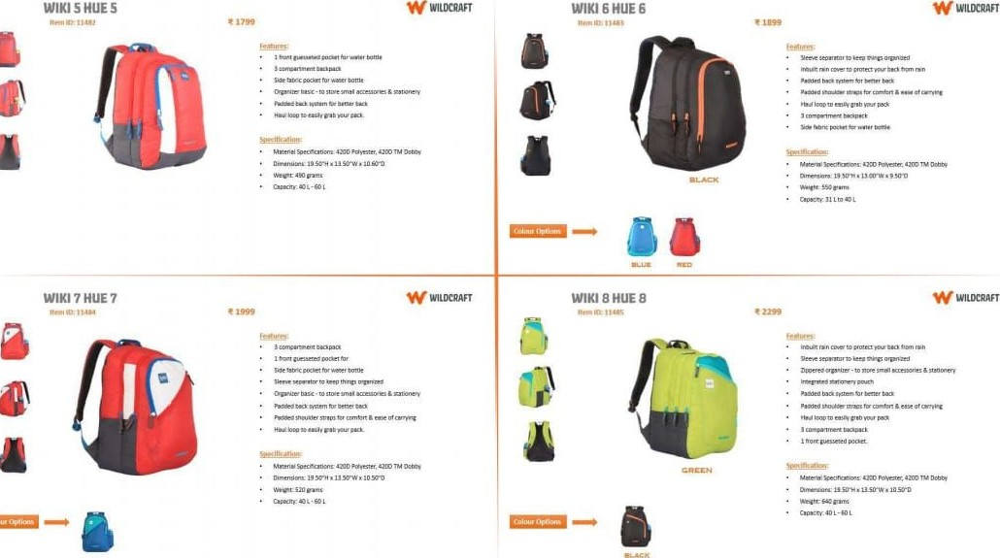 WIKI 5 HUE 5
WILDCRAFT
Item ID: 11482
₹ 1799
Features:
• 1 front guesseted pocket for water bottle
• 3 compartment backpack
• Side fabric pocket for water bottle
• Organizer basic - to store small accessories & stationery
• Padded back system for better back
• Haul loop to easily grab your pack.
Specification:
• Material Specifications: 420D Polyester, 420D TM Dobby
• Dimensions: 19.50"H x 13.50"W x 10.60"D
• Weight: 490 grams
• Capacity: 40 L - 60 L
WIKI 6 HUE 6
WILDCRAFT
Item ID: 11483
₹ 1899
Features:
• Sleeve separator to keep things organized
• Inbuilt rain cover to protect your back from rain
• Padded back system for better back
• Padded shoulder straps for comfort & ease of carrying
• Haul loop to easily grab your pack
• 3 compartment backpack
• Side fabric pocket for water bottle
Specification:
• Material Specifications: 420D Polyester, 420D TM Dobby
• Dimensions: 19.50"H x 13.00"W x 9.50"D
• Weight: 550 grams
• Capacity: 31 L to 40 L
BLACK
Colour Options
BLUE
RED
WIKI 7 HUE 7
WILDCRAFT
Item ID: 11484
₹ 1999
Features:
• 3 compartment backpack
• 1 front guesseted pocket for
• Side fabric pocket for water bottle
• Sleeve separator to keep things organized
• Organizer basic - to store small accessories & stationery
• Padded back system for better back
• Padded shoulder straps for comfort & ease of carrying
• Haul loop to easily grab your pack.
Specification:
• Material Specifications: 420D Polyester, 420D TM Dobby
• Dimensions: 19.50"H x 13.50"W x 10.50"D
• Weight: 520 grams
• Capacity: 40 L - 60 L
ur Options
WIKI 8 HUE 8
WILDCRAFT
Item ID: 11485
₹ 2299
Features:
• Inbuilt rain cover to protect your back from rain
• Sleeve separator to keep things organized
• Zippered organizer - to store small accessories & stationery
• Integrated stationery pouch
• Padded back system for better back
• Padded shoulder straps for comfort & ease of carrying
• Haul loop to easily grab your pack
• 3 compartment backpack
• 1 front guesseted pocket.
Specification:
• Material Specifications: 420D Polyester, 420D TM Dobby
• Dimensions: 19.50"H x 13.50"W x 10.50"D
• Weight: 640 grams
• Capacity: 40 L - 60 L
GREEN
Colour Options
BLACK